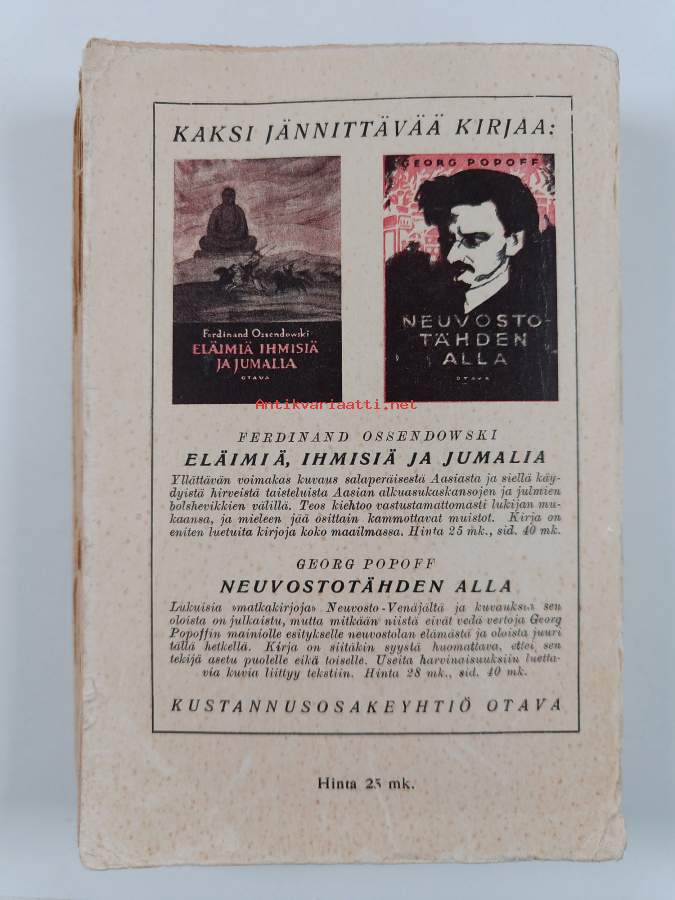 KAKSI JÄNNITTÄVÄÄ KIRJAA:
Ferdinand Ossendowski
ELÄIMIÄ IHMISIÄ
JA JUMALIA
OTAVA
GEORG POPOFF
NEUVOSTO-
TÄHDEN
ALLA
OTAVA
Antikvariaatti.net
FERDINAND OSSENDOWSKI
ELÄIMIÄ, IHMISIÄ JA JUMALIA
Yllättävän voimakas kuvaus salaperäisestä Aasiasta ja siellä käy-
dyistä hirveistä taisteluista Aasian alkuasukaskansojen ja julmien
bolshevikkien välillä. Teos kiehtoo vastustamattomasti lukijan mu-
kaansa, ja mieleen jää ösittain kammottavat muistot. Kirja on
eniten luetuita kirjoja koko maailmassa. Hinta 25 mk., sid. 40 mk.
GEORG POPOFF
NEUVOSTOTÄHDEN ALLA
Lukuisia »matkakirjoja» Neuvosto-Venäjältä ja kuvauksia sen
oloista on julkaistu, mutta mitkään niistä eivät vedä vertoja Georg
Popoffin mainiolle esitykselle neuvostolan elämästä ja oloista juuri
tällä hetkellä. Kirja on siitäkin syystä huomattava, ettei sen
tekijä asetu puolelle eikä toiselle. Useita harvinaisuuksiin luetta-
via kuvia liittyy tekstiin. Hinta 28 mk., sid. 40 mk.
KUSTANNUSOSAKEYHTIÖ OTAVA
Hinta 25 mk.